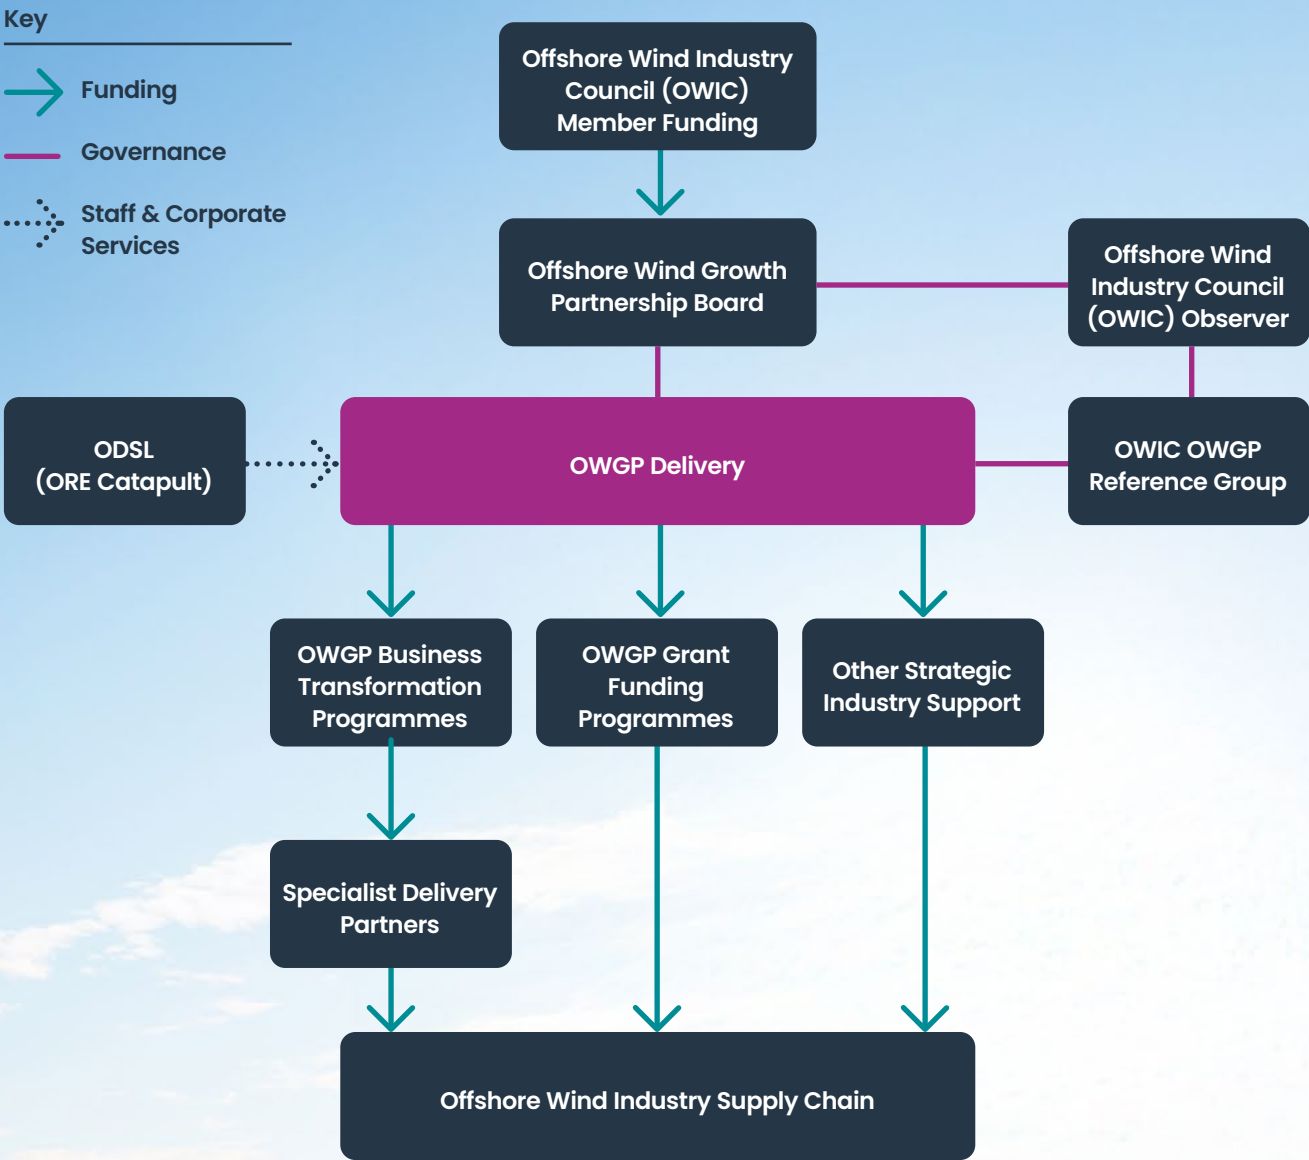 Key
Funding
Governance
Staff & Corporate
Services
Offshore Wind Industry
Council (OWIC)
Member Funding
Offshore Wind Growth
Partnership Board
Offshore Wind
Industry Council
(OWIC) Observer
ODSL
(ORE Catapult)
OWGP Delivery
OWIC OWGP
Reference Group
OWGP Business
Transformation
Programmes
OWGP Grant
Funding
Programmes
Other Strategic
Industry Support
Specialist Delivery
Partners
Offshore Wind Industry Supply Chain